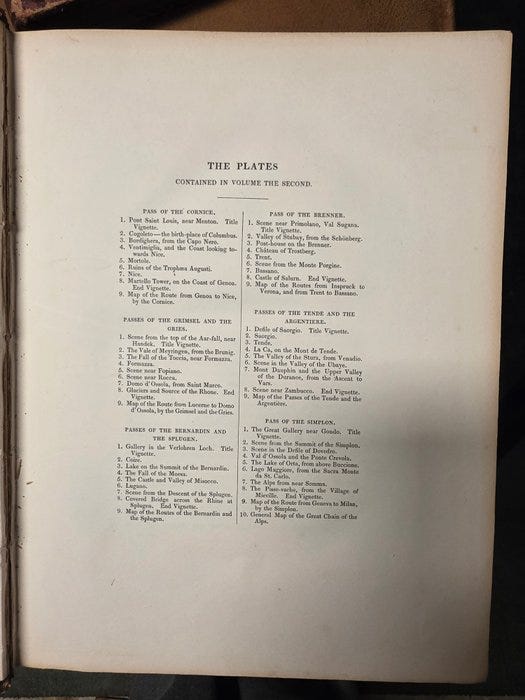 THE PLATES
CONTAINED IN VOLUME THE SECOND.
PASS OF THE CORNICE.
1. Pont Saint Louis, near Menton. Title
Vignette.
2. Cogoleto—the birth-place of Columbus.
3. Bordighera, from the Capo Nero.
4. Ventimiglia, and the Coast looking to-
wards Nice.
5. Mortole.
6. Ruins of the Trophæa Augusti.
7. Nice.
8. Martello Tower, on the Coast of Genoa.
End Vignette.
9. Map of the Road from Genoa to Nice,
by the Cornice.
PASSES OF THE GRIMSEL AND THE
GRIES.
1. Scene from the top of the Aar-fall, near
Handek. Title Vignette.
2. The Vale of Meyringen, from the Brunig.
3. The Fall of the Toccia, near Formazza.
4. Formazza.
5. Scene near Fopiano.
6. Scene near Rocca.
7. Domo d'Ossola, from Saint Marco.
8. Glaciers and Source of the Rhone. End
Vignette.
9. Map of the Route from Lucerne to Domo
d'Ossola, by the Grimsel and the Gries.
PASSES OF THE BERNARDIN AND
THE SPLUGEN.
1. Gallery in the Verlohren Loch. Title
Vignette.
2. Coire.
3. Lake on the Summit of the Bernardin.
4. The Fall of the Moesa.
5. The Castle and Valley of Misocco.
6. Lugano.
7. Scene from the Descent of the Splugen.
8. Covered Bridge across the Rhine at
Splugen. End Vignette.
9. Map of the Routes of the Bernardin and
the Splugen.
PASS OF THE BRENNER.
1. Scene near Primolano, Val Sugana.
Title Vignette.
2. Valley of Stubay, from the Schönberg.
3. Post-house on the Brenner.
4. Château of Trostberg.
5. Trent.
6. Scene from the Monte Pergine.
7. Bassano.
8. Castle of Salurn. End Vignette.
9. Map of the Routes from Inspruck to
Verona, and from Trent to Bassano.
PASSES OF THE TENDE AND THE
ARGENTIERE.
1. Defile of Saorgio. Title Vignette.
2. Saorgio.
3. Tende.
4. La Ca, on the Mont de Tende.
5. The Valley of the Stura, from Venadio.
6. Scene in the Valley of the Ubaye.
7. Mont Dauphin and the Upper Valley
of the Durance, from the Ascent to
Vars.
8. Scene near Zambucco. End Vignette.
9. Map of the Passes of the Tende and the
Argentière.
PASS OF THE SIMPLON.
1. The Great Gallery near Gondo. Title
Vignette.
2. Scene from the Summit of the Simplon.
3. Scene in the Defile of Dovedro.
4. Val d'Ossola and the Ponte Crevola.
5. The Lake of Orta, from above Buccione.
6. Lago Maggiore, from the Sacra Monte
da St. Carlo.
7. The Alps from near Somma.
8. The Pisse-vache, from the Village of
Mieville. End Vignette.
9. Map of the Route from Geneva to Milan,
by the Simplon.
10. General Map of the Great Chain of the
Alps.